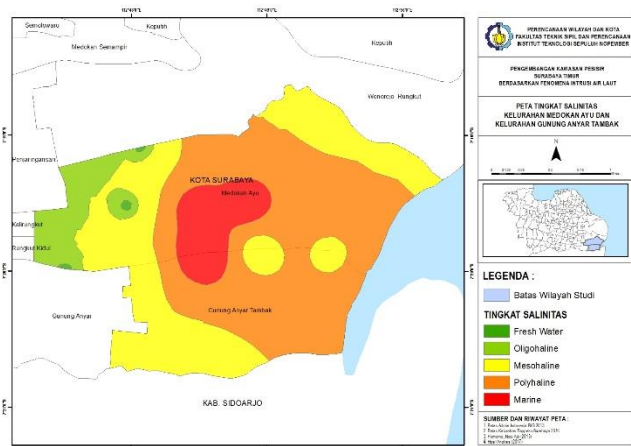 Semolowaru
Keputih
Medokan Semampir
Keputih
Wonorejo Rungkut
Penjaringansari
KOTA SURABAYA
Medokan Ayu
Kalirungkut
Rungkut Kidul
Gunung Anyar
Gunung Anyar Tambak
KAB. SIDOARJO
PERENCANAAN WILAYAH DAN KOTA
FAKULTAS TEKNIK SIPIL DAN PERENCANAAN
INSTITUT TEKNOLOGI SEPULUH NOPEMBER
PENGEMBANGAN KAWASAN PESISIR
SURABAYA TIMUR
BERDASARKAN FENOMENA INTRUSI AIR LAUT
PETA TINGKAT SALINITAS
KELURAHAN MEDOKAN AYU DAN
KELURAHAN GUNUNG ANYAR TAMBAK
N
LEGENDA :
Batas Wilayah Studi
TINGKAT SALINITAS
Fresh Water
Oligohaline
Mesohaline
Polyhaline
Marine
SUMBER DAN RIWAYAT PETA :